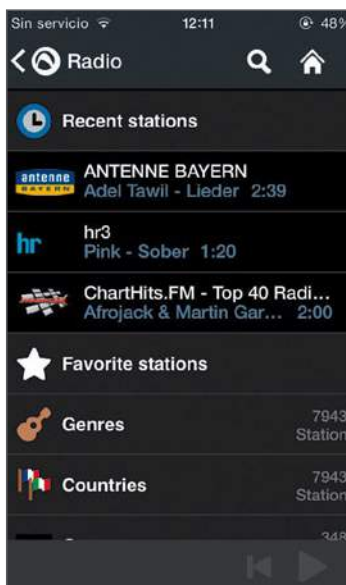 Sin servicio 12:11 48%
Radio
Recent stations
antenne
BAYERN
ANTENNE BAYERN
Adel Tawil - Lieder 2:39
hr
hr3
Pink - Sober 1:20
ChartHits.FM - Top 40 Radi...
Afrojack & Martin Gar... 2:00
Favorite stations
Genres
7943
Station
Countries
7943
Station
348